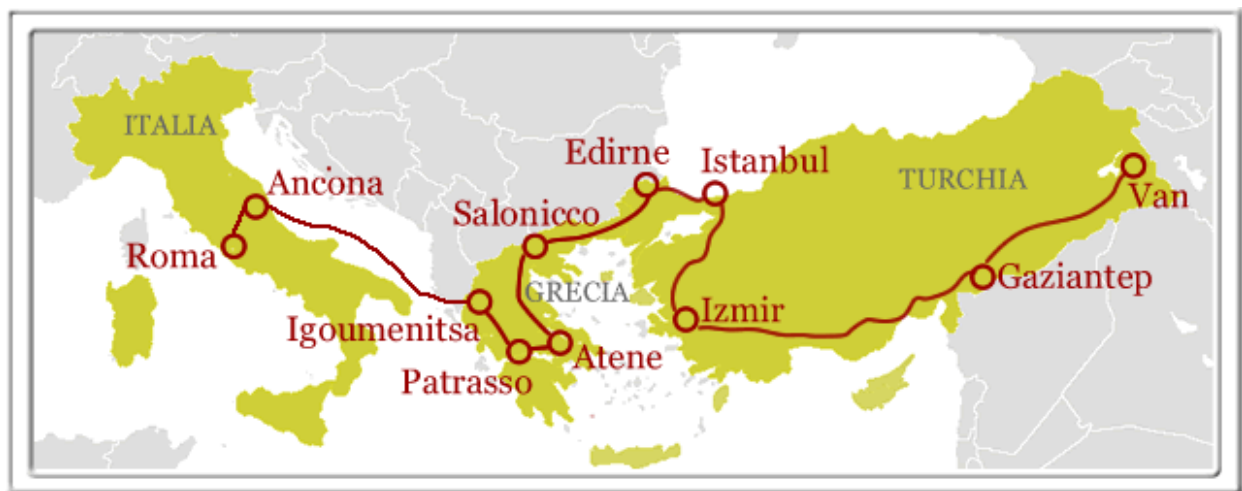 ITALIA
Ancona
Roma
Igoumenitsa
Patrasso
Atene
GRECIA
Salonicco
Edirne
Istanbul
Izmir
TURCHIA
Gaziantep
Van